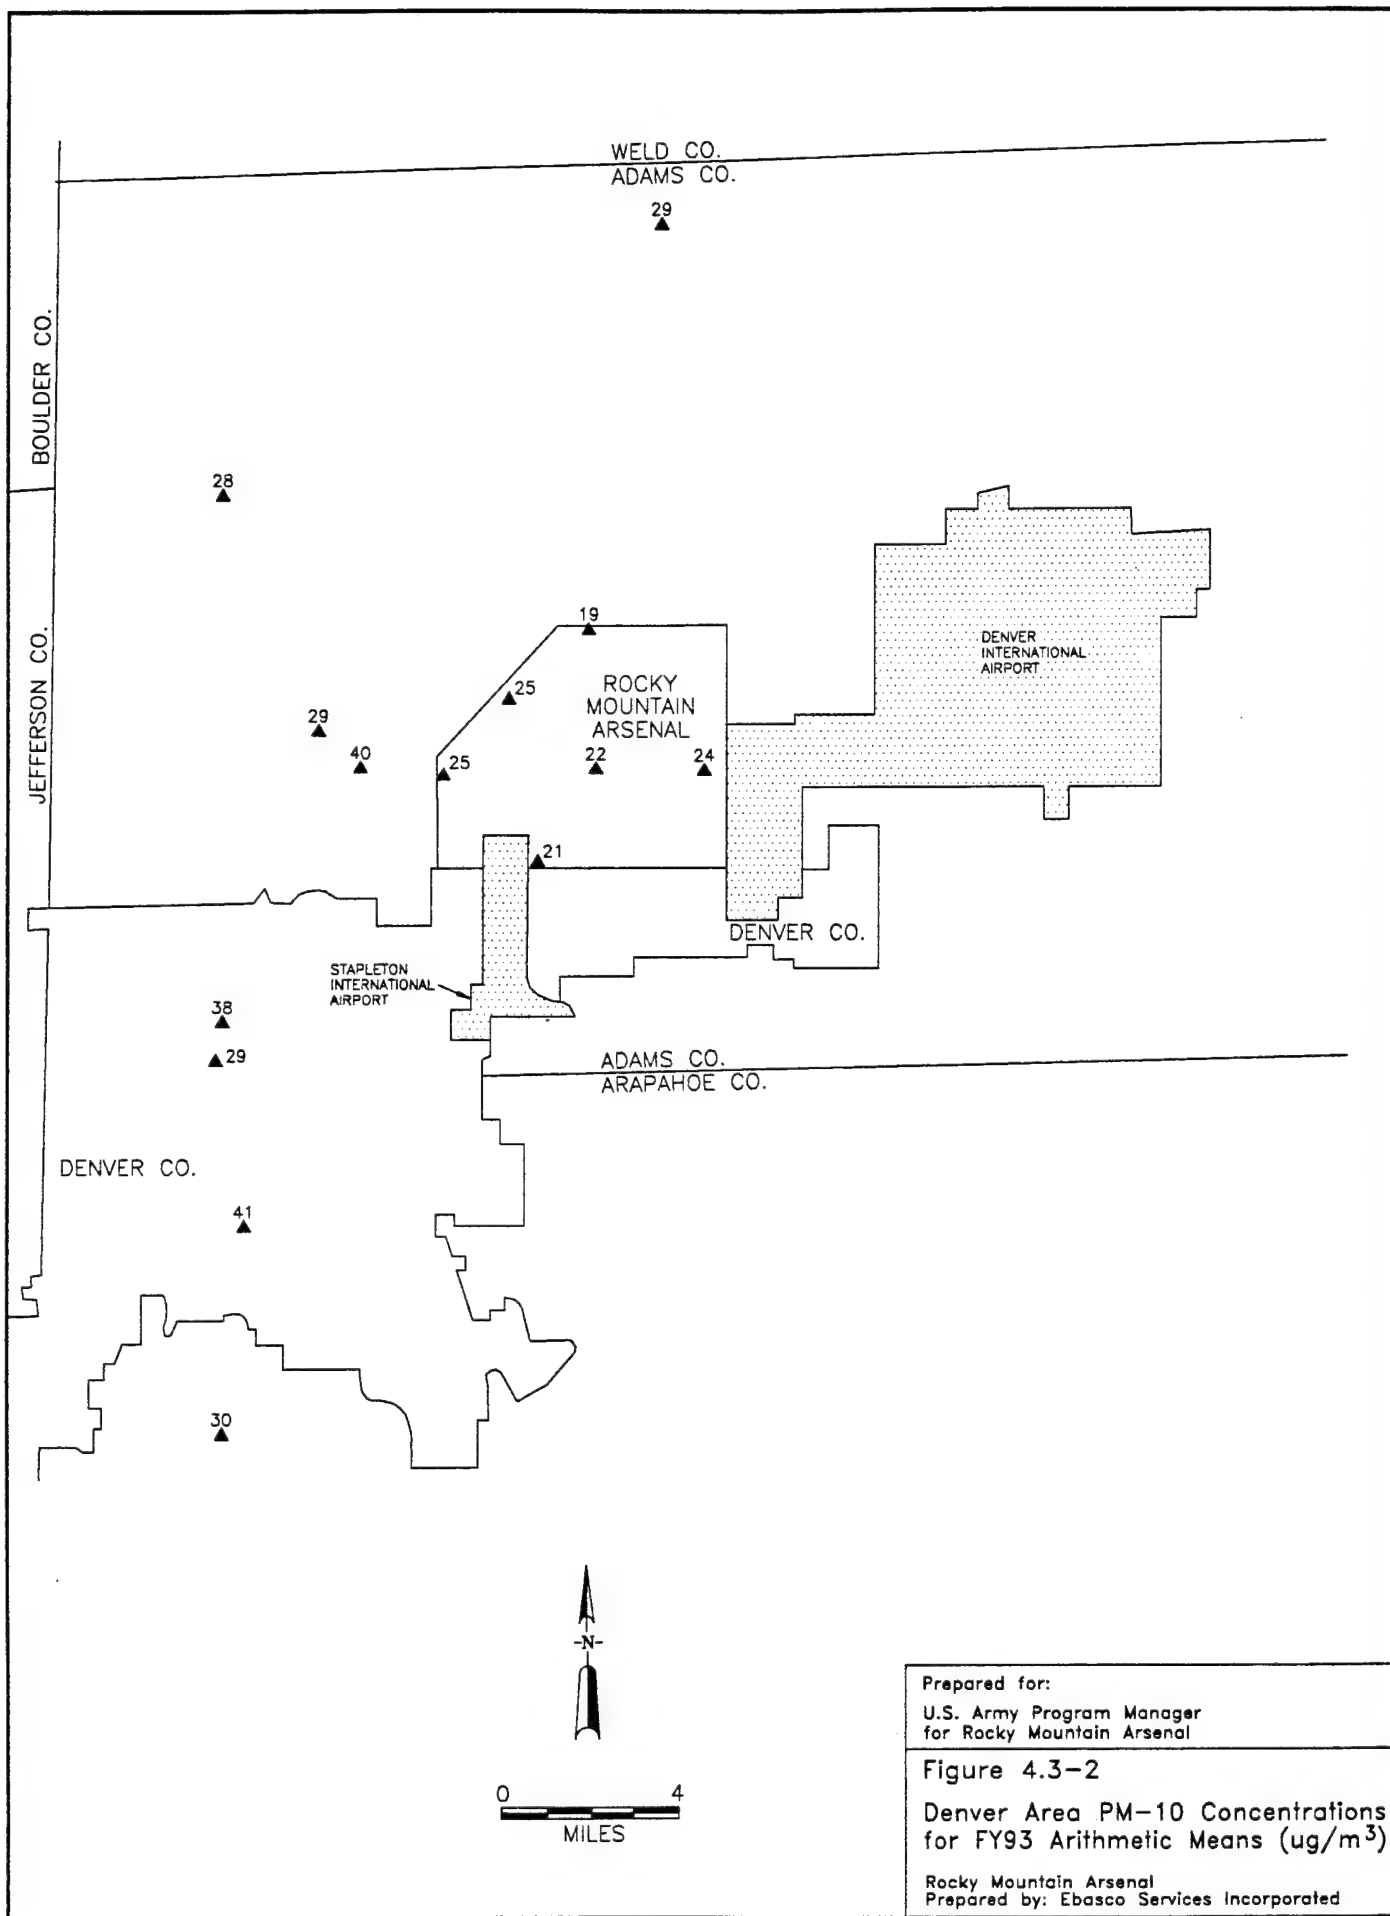 WELD CO.
ADAMS CO.
29
BOULDER CO.
28
JEFFERSON CO.
19
25
ROCKY
MOUNTAIN
ARSENAL
DENVER
INTERNATIONAL
AIRPORT
29
40
25
22
24
21
DENVER CO.
STAPLETON
INTERNATIONAL
AIRPORT
38
29
ADAMS CO.
ARAPAHOE CO.
DENVER CO.
41
30
-N-
0 4
MILES
Prepared for:
U.S. Army Program Manager
for Rocky Mountain Arsenal
Figure 4.3-2
Denver Area PM-10 Concentrations
for FY93 Arithmetic Means (ug/m³)
Rocky Mountain Arsenal
Prepared by: Ebasco Services Incorporated